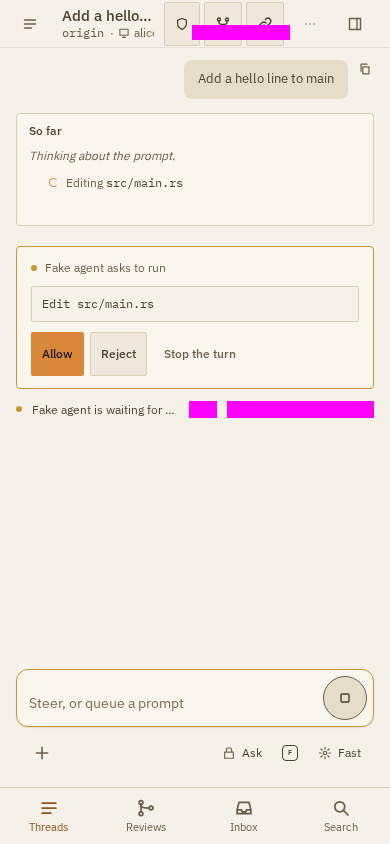 Add a hello...
origin · alic
Add a hello line to main
So far
Thinking about the prompt.
Editing src/main.rs
Fake agent asks to run
Edit src/main.rs
Allow Reject Stop the turn
Fake agent is waiting for ...
Steer, or queue a prompt
Ask F Fast
Threads Reviews Inbox Search